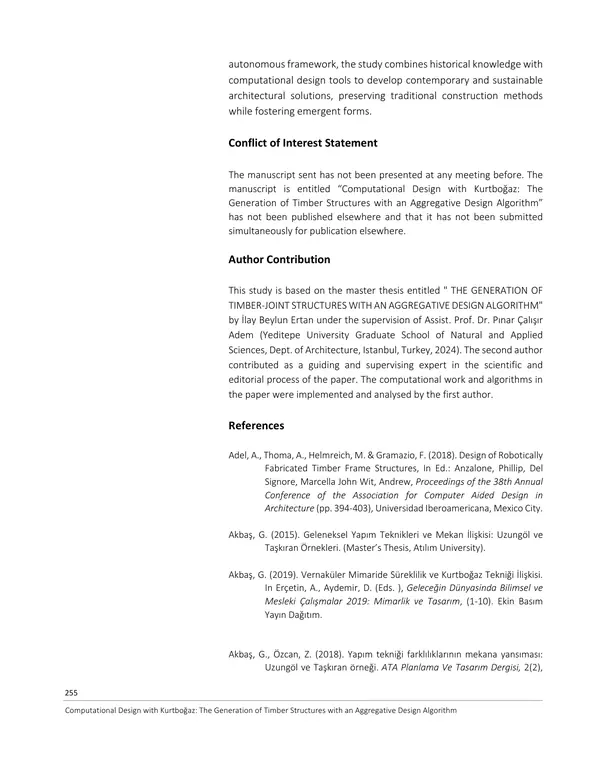 autonomous framework, the study combines historical knowledge with
computational design tools to develop contemporary and sustainable
architectural solutions, preserving traditional construction methods
while fostering emergent forms.
Conflict of Interest Statement
The manuscript sent has not been presented at any meeting before. The
manuscript is entitled “Computational Design with Kurtboğaz: The
Generation of Timber Structures with an Aggregative Design Algorithm”
has not been published elsewhere and that it has not been submitted
simultaneously for publication elsewhere.
Author Contribution
This study is based on the master thesis entitled " THE GENERATION OF
TIMBER-JOINT STRUCTURES WITH AN AGGREGATIVE DESIGN ALGORITHM"
by İlay Beylun Ertan under the supervision of Assist. Prof. Dr. Pınar Çalışır
Adem (Yeditepe University Graduate School of Natural and Applied
Sciences, Dept. of Architecture, Istanbul, Turkey, 2024). The second author
contributed as a guiding and supervising expert in the scientific and
editorial process of the paper. The computational work and algorithms in
the paper were implemented and analysed by the first author.
References
Adel, A., Thoma, A., Helmreich, M. & Gramazio, F. (2018). Design of Robotically
Fabricated Timber Frame Structures, In Ed.: Anzalone, Phillip, Del
Signore, Marcella John Wit, Andrew, Proceedings of the 38th Annual
Conference of the Association for Computer Aided Design in
Architecture (pp. 394-403), Universidad Iberoamericana, Mexico City.
Akbaş, G. (2015). Geleneksel Yapım Teknikleri ve Mekan İlişkisi: Uzungöl ve
Taşkıran Örnekleri. (Master’s Thesis, Atılım University).
Akbaş, G. (2019). Vernaküler Mimaride Süreklilik ve Kurtboğaz Tekniği İlişkisi.
In Erçetin, A., Aydemir, D. (Eds. ), Geleceğin Dünyasinda Bilimsel ve
Mesleki Çalışmalar 2019: Mimarlik ve Tasarım, (1-10). Ekin Basım
Yayın Dağıtım.
Akbaş, G., Özcan, Z. (2018). Yapım tekniği farklılıklarının mekana yansıması:
Uzungöl ve Taşkıran örneği. ATA Planlama Ve Tasarım Dergisi, 2(2),
255
Computational Design with Kurtboğaz: The Generation of Timber Structures with an Aggregative Design Algorithm